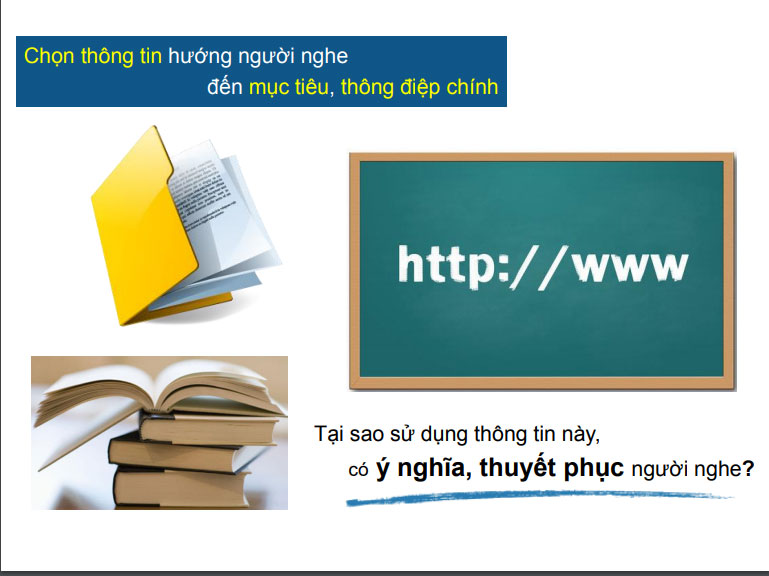 Chọn thông tin hướng người nghe
đến mục tiêu, thông điệp chính
http://www
Tại sao sử dụng thông tin này,
có ý nghĩa, thuyết phục người nghe?